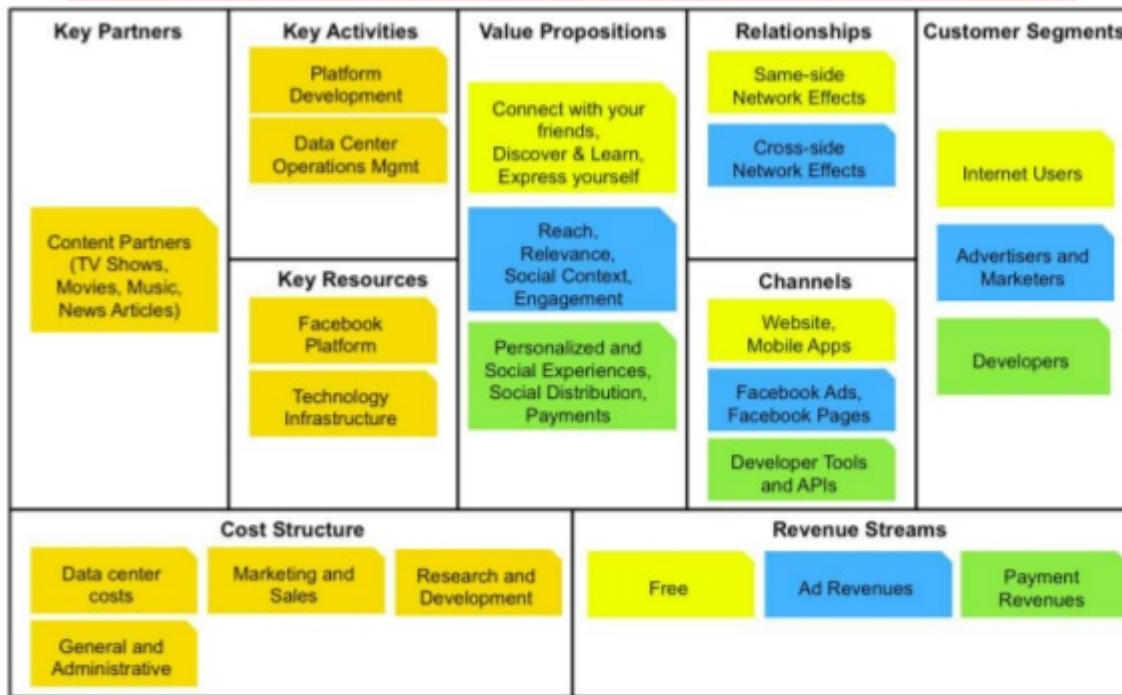 Key Partners
Content Partners
(TV Shows,
Movies, Music,
News Articles)
Key Activities
Platform
Development
Data Center
Operations Mgmt
Key Resources
Facebook
Platform
Technology
Infrastructure
Value Propositions
Connect with your
friends,
Discover & Learn,
Express yourself
Reach,
Relevance,
Social Context,
Engagement
Personalized and
Social Experiences,
Social Distribution,
Payments
Relationships
Same-side
Network Effects
Cross-side
Network Effects
Channels
Website,
Mobile Apps
Facebook Ads,
Facebook Pages
Developer Tools
and APIs
Customer Segments
Internet Users
Advertisers and
Marketers
Developers
Cost Structure
Data center
costs
Marketing and
Sales
Research and
Development
General and
Administrative
Revenue Streams
Free
Ad Revenues
Payment
Revenues